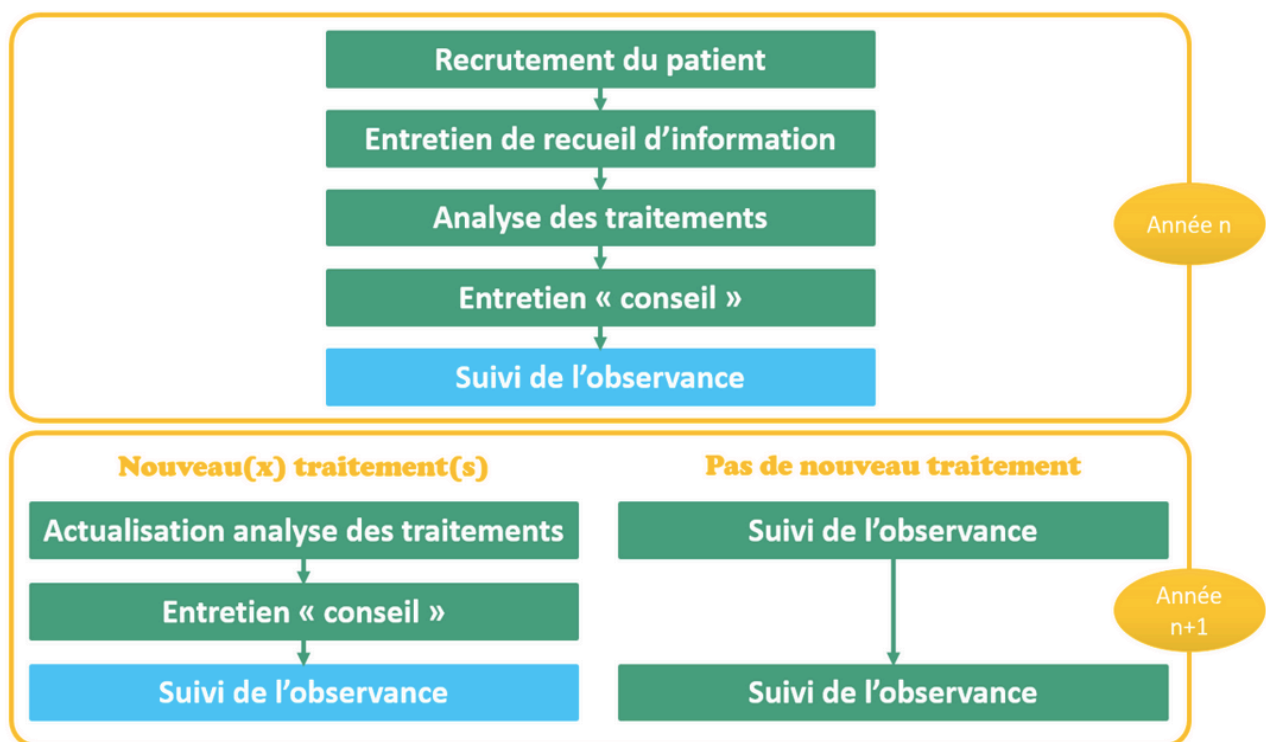 Recrutement du patient
Entretien de recueil d’information
Analyse des traitements
Année n
Entretien « conseil »
Suivi de l’observance
Nouveau(x) traitement(s)
Actualisation analyse des traitements
Entretien « conseil »
Suivi de l’observance
Pas de nouveau traitement
Suivi de l’observance
Suivi de l’observance
Année
n+1